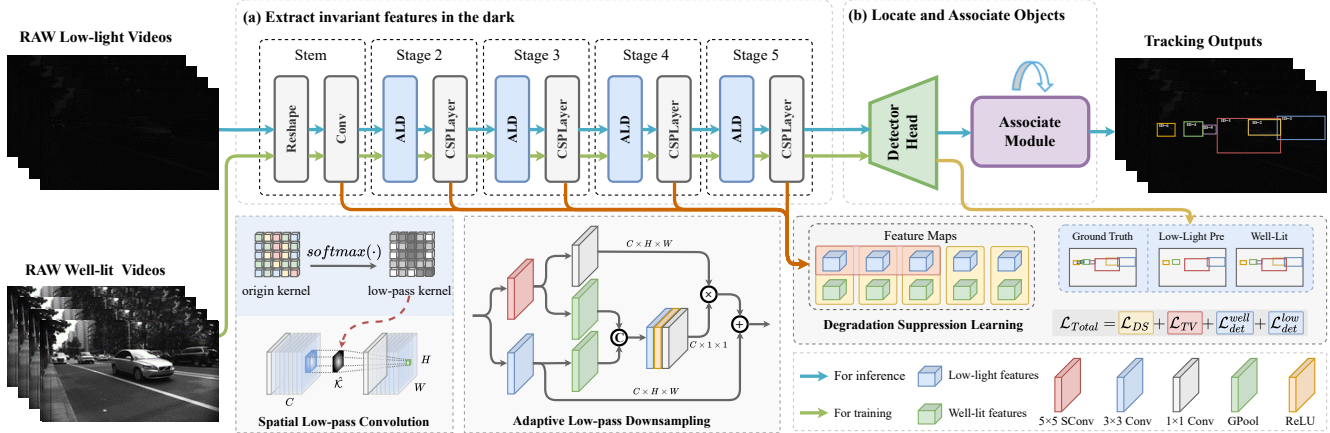 (a) Extract invariant features in the dark
(b) Locate and Associate Objects
RAW Low-light Videos
Tracking Outputs
Stem
Stage 2
Stage 3
Stage 4
Stage 5
Reshape
Conv
ALD
CSPLayer
ALD
CSPLayer
ALD
CSPLayer
ALD
CSPLayer
Detector
Head
Associate
Module
RAW Well-lit Videos
softmax(·)
origin kernel
low-pass kernel
C
K̂
H
W
Spatial Low-pass Convolution
C × H × W
C
×
+
C × 1 × 1
C × H × W
Adaptive Low-pass Downsampling
Feature Maps
Degradation Suppression Learning
Ground Truth
Low-Light Pre
Well-Lit
ℒ_Total = ℒ_DS + ℒ_TV + ℒ_det^well + ℒ_det^low
For inference
Low-light features
For training
Well-lit features
5×5 SConv
3×3 Conv
1×1 Conv
GPool
ReLU